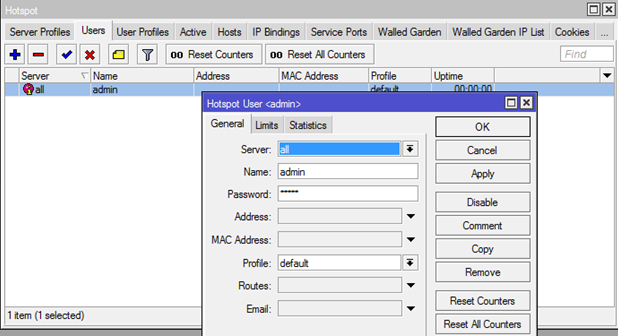 Hotspot
Server Profiles Users User Profiles Active Hosts IP Bindings Service Ports Walled Garden Walled Garden IP List Cookies ...
00 Reset Counters 00 Reset All Counters Find
Server Name Address MAC Address Profile Uptime
all admin default 00:00:00
Hotspot User <admin>
General Limits Statistics
OK
Server: all
Cancel
Name: admin
Apply
Password: *****
Address:
Disable
MAC Address:
Comment
Profile: default
Copy
Routes:
Remove
Email:
Reset Counters
1 item (1 selected)
Reset All Counters